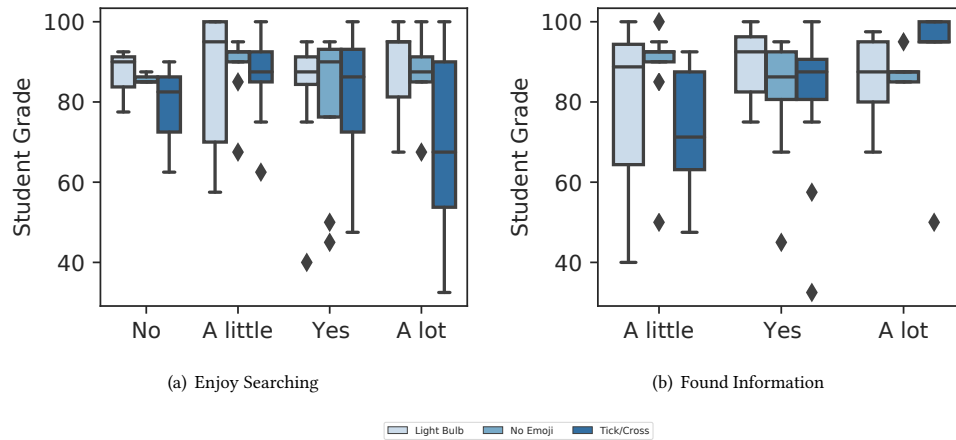 Student Grade
100
80
60
40
No A little Yes A lot
(a) Enjoy Searching
Student Grade
100
80
60
40
A little Yes A lot
(b) Found Information
Light Bulb No Emoji Tick/Cross